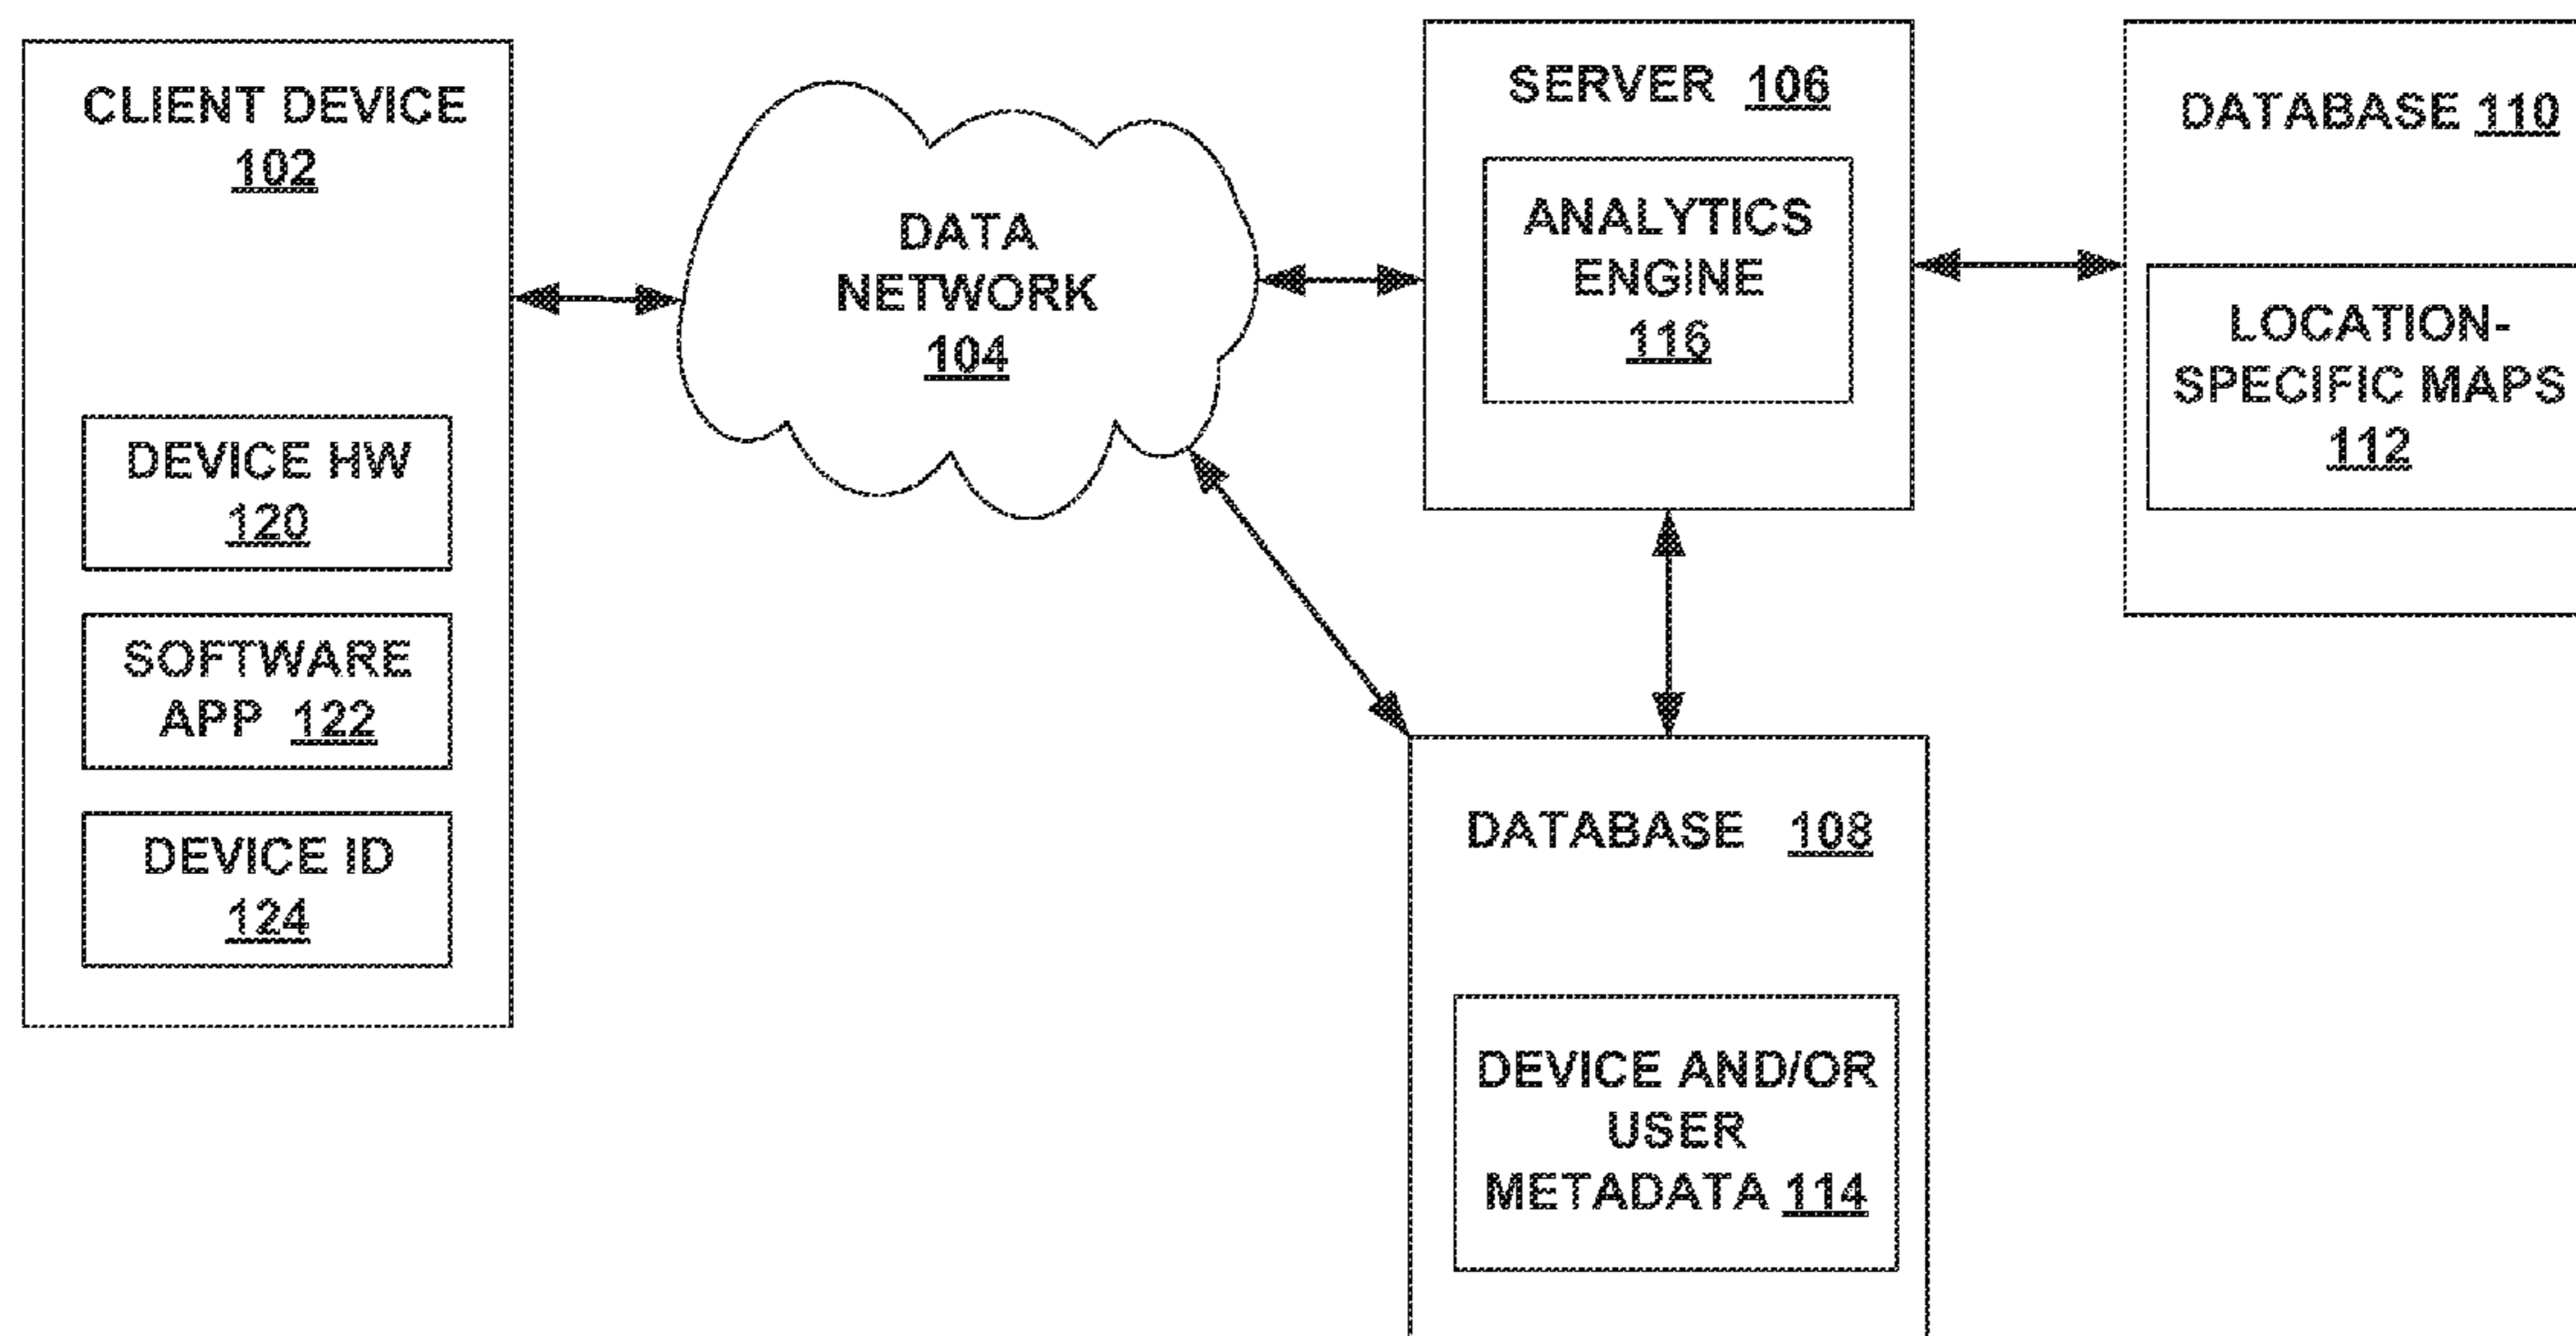 CLIENT DEVICE
102
DEVICE HW
120
SOFTWARE
APP 122
DEVICE ID
124
DATA
NETWORK
104
SERVER 106
ANALYTICS
ENGINE
116
DATABASE 110
LOCATION-
SPECIFIC MAPS
112
DATABASE 108
DEVICE AND/OR
USER
METADATA 114